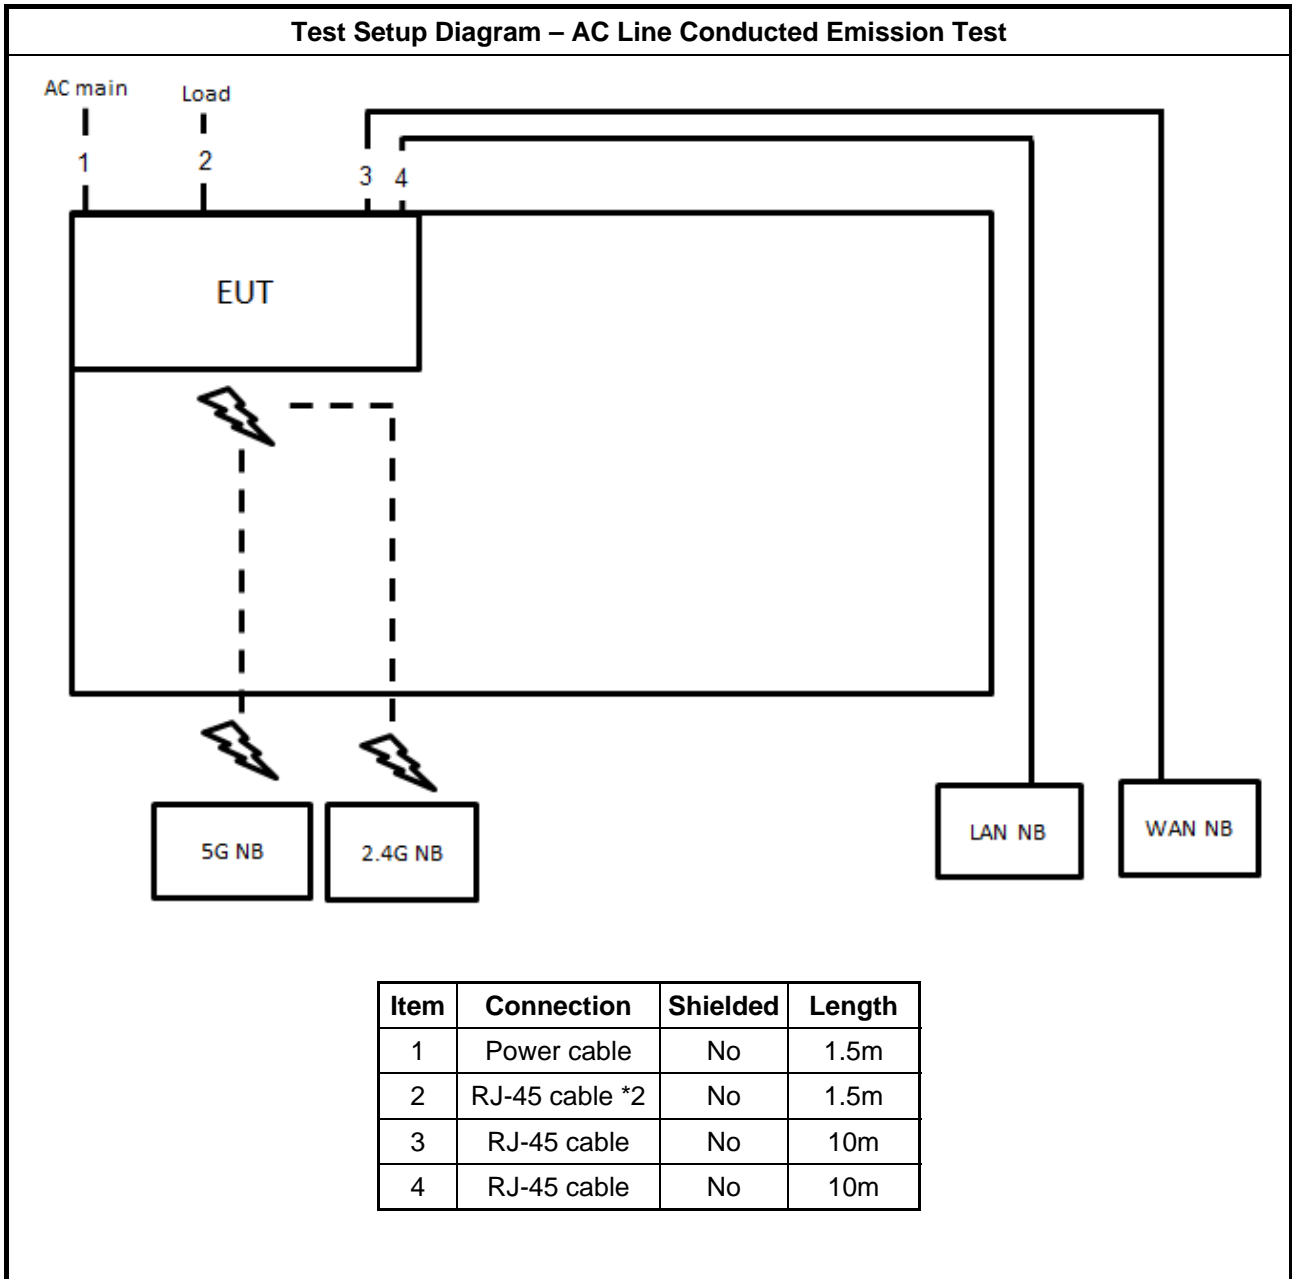 Test Setup Diagram – AC Line Conducted Emission Test
AC main
Load
1
2
3
4
EUT
5G NB
2.4G NB
LAN NB
WAN NB
Item Connection Shielded Length
1 Power cable No 1.5m
2 RJ-45 cable *2 No 1.5m
3 RJ-45 cable No 10m
4 RJ-45 cable No 10m